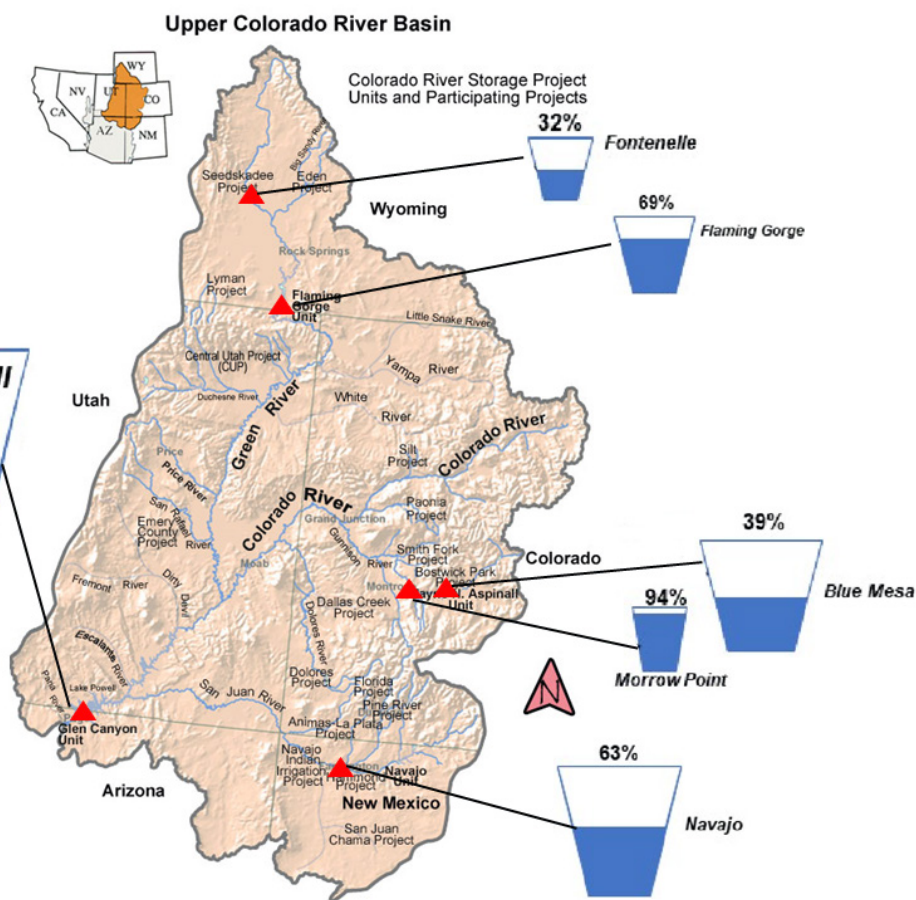 Upper Colorado River Basin
WY
NV
UT
CO
CA
AZ
NM
Colorado River Storage Project
Units and Participating Projects
32%
Fontenelle
Big Sandy River
Seedskadee
Project
Eden
Project
Wyoming
69%
Flaming Gorge
Rock Springs
Lyman
Project
Flaming
Gorge
Unit
Little Snake River
Central Utah Project
(CUP)
Yampa River
Utah
Duchesne River
Green River
White
River
Colorado River
Silt
Project
Price
Price River
San Rafael
River
Emery
County
Project
Colorado River
Grand Junction
Paonia
Project
Gunnison
River
Smith Fork
Project
Bostwick Park
Colorado
39%
Blue Mesa
Moab
Fremont River
Dirty
Devil
Dallas Creek
Project
N. Aspinall
Unit
94%
Morrow Point
Dolores River
Escalante River
Paria River
Lake Powell
San Juan River
Dolores
Project
Florida
Project
Pine River
Project
Glen Canyon
Unit
Animas-La Plata
Project
N
Arizona
Navajo
Indian
Irrigation
Project
Hammond
Project
Navajo
Unit
New Mexico
San Juan
Chama Project
63%
Navajo